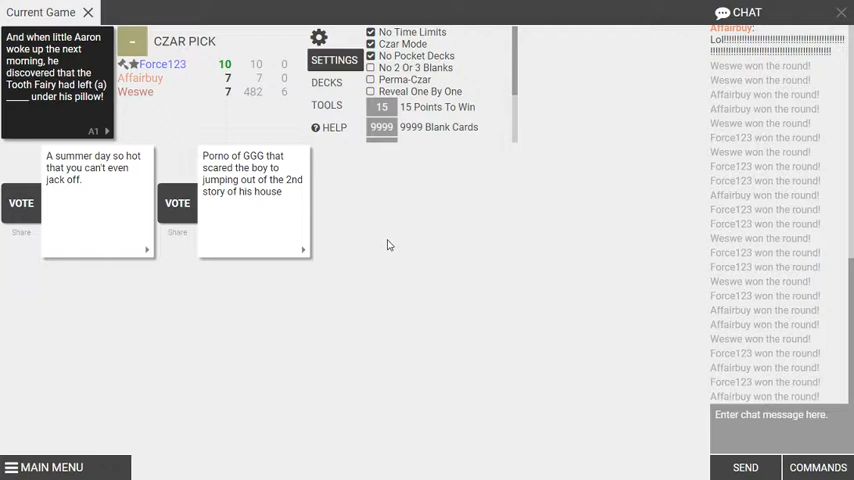 Current Game
CHAT
And when little Aaron
woke up the next
morning, he
discovered that the
Tooth Fairy had left (a)
_____ under his pillow!
A1
-
CZAR PICK
Force123 10 10 0
Affairbuy 7 7 0
Weswe 7 482 6
SETTINGS
DECKS
TOOLS
HELP
No Time Limits
Czar Mode
No Pocket Decks
No 2 Or 3 Blanks
Perma-Czar
Reveal One By One
15 15 Points To Win
9999 9999 Blank Cards
VOTE
Share
A summer day so hot
that you can't even
jack off.
VOTE
Share
Porno of GGG that
scared the boy to
jumping out of the 2nd
story of his house
Affairbuy:
Weswe won the round!
Weswe won the round!
Affairbuy won the round!
Affairbuy won the round!
Weswe won the round!
Force123 won the round!
Weswe won the round!
Force123 won the round!
Force123 won the round!
Affairbuy won the round!
Force123 won the round!
Force123 won the round!
Weswe won the round!
Force123 won the round!
Force123 won the round!
Weswe won the round!
Force123 won the round!
Affairbuy won the round!
Affairbuy won the round!
Weswe won the round!
Force123 won the round!
Affairbuy won the round!
Force123 won the round!
Affairbuy won the round!
Enter chat message here.
MAIN MENU
SEND
COMMANDS